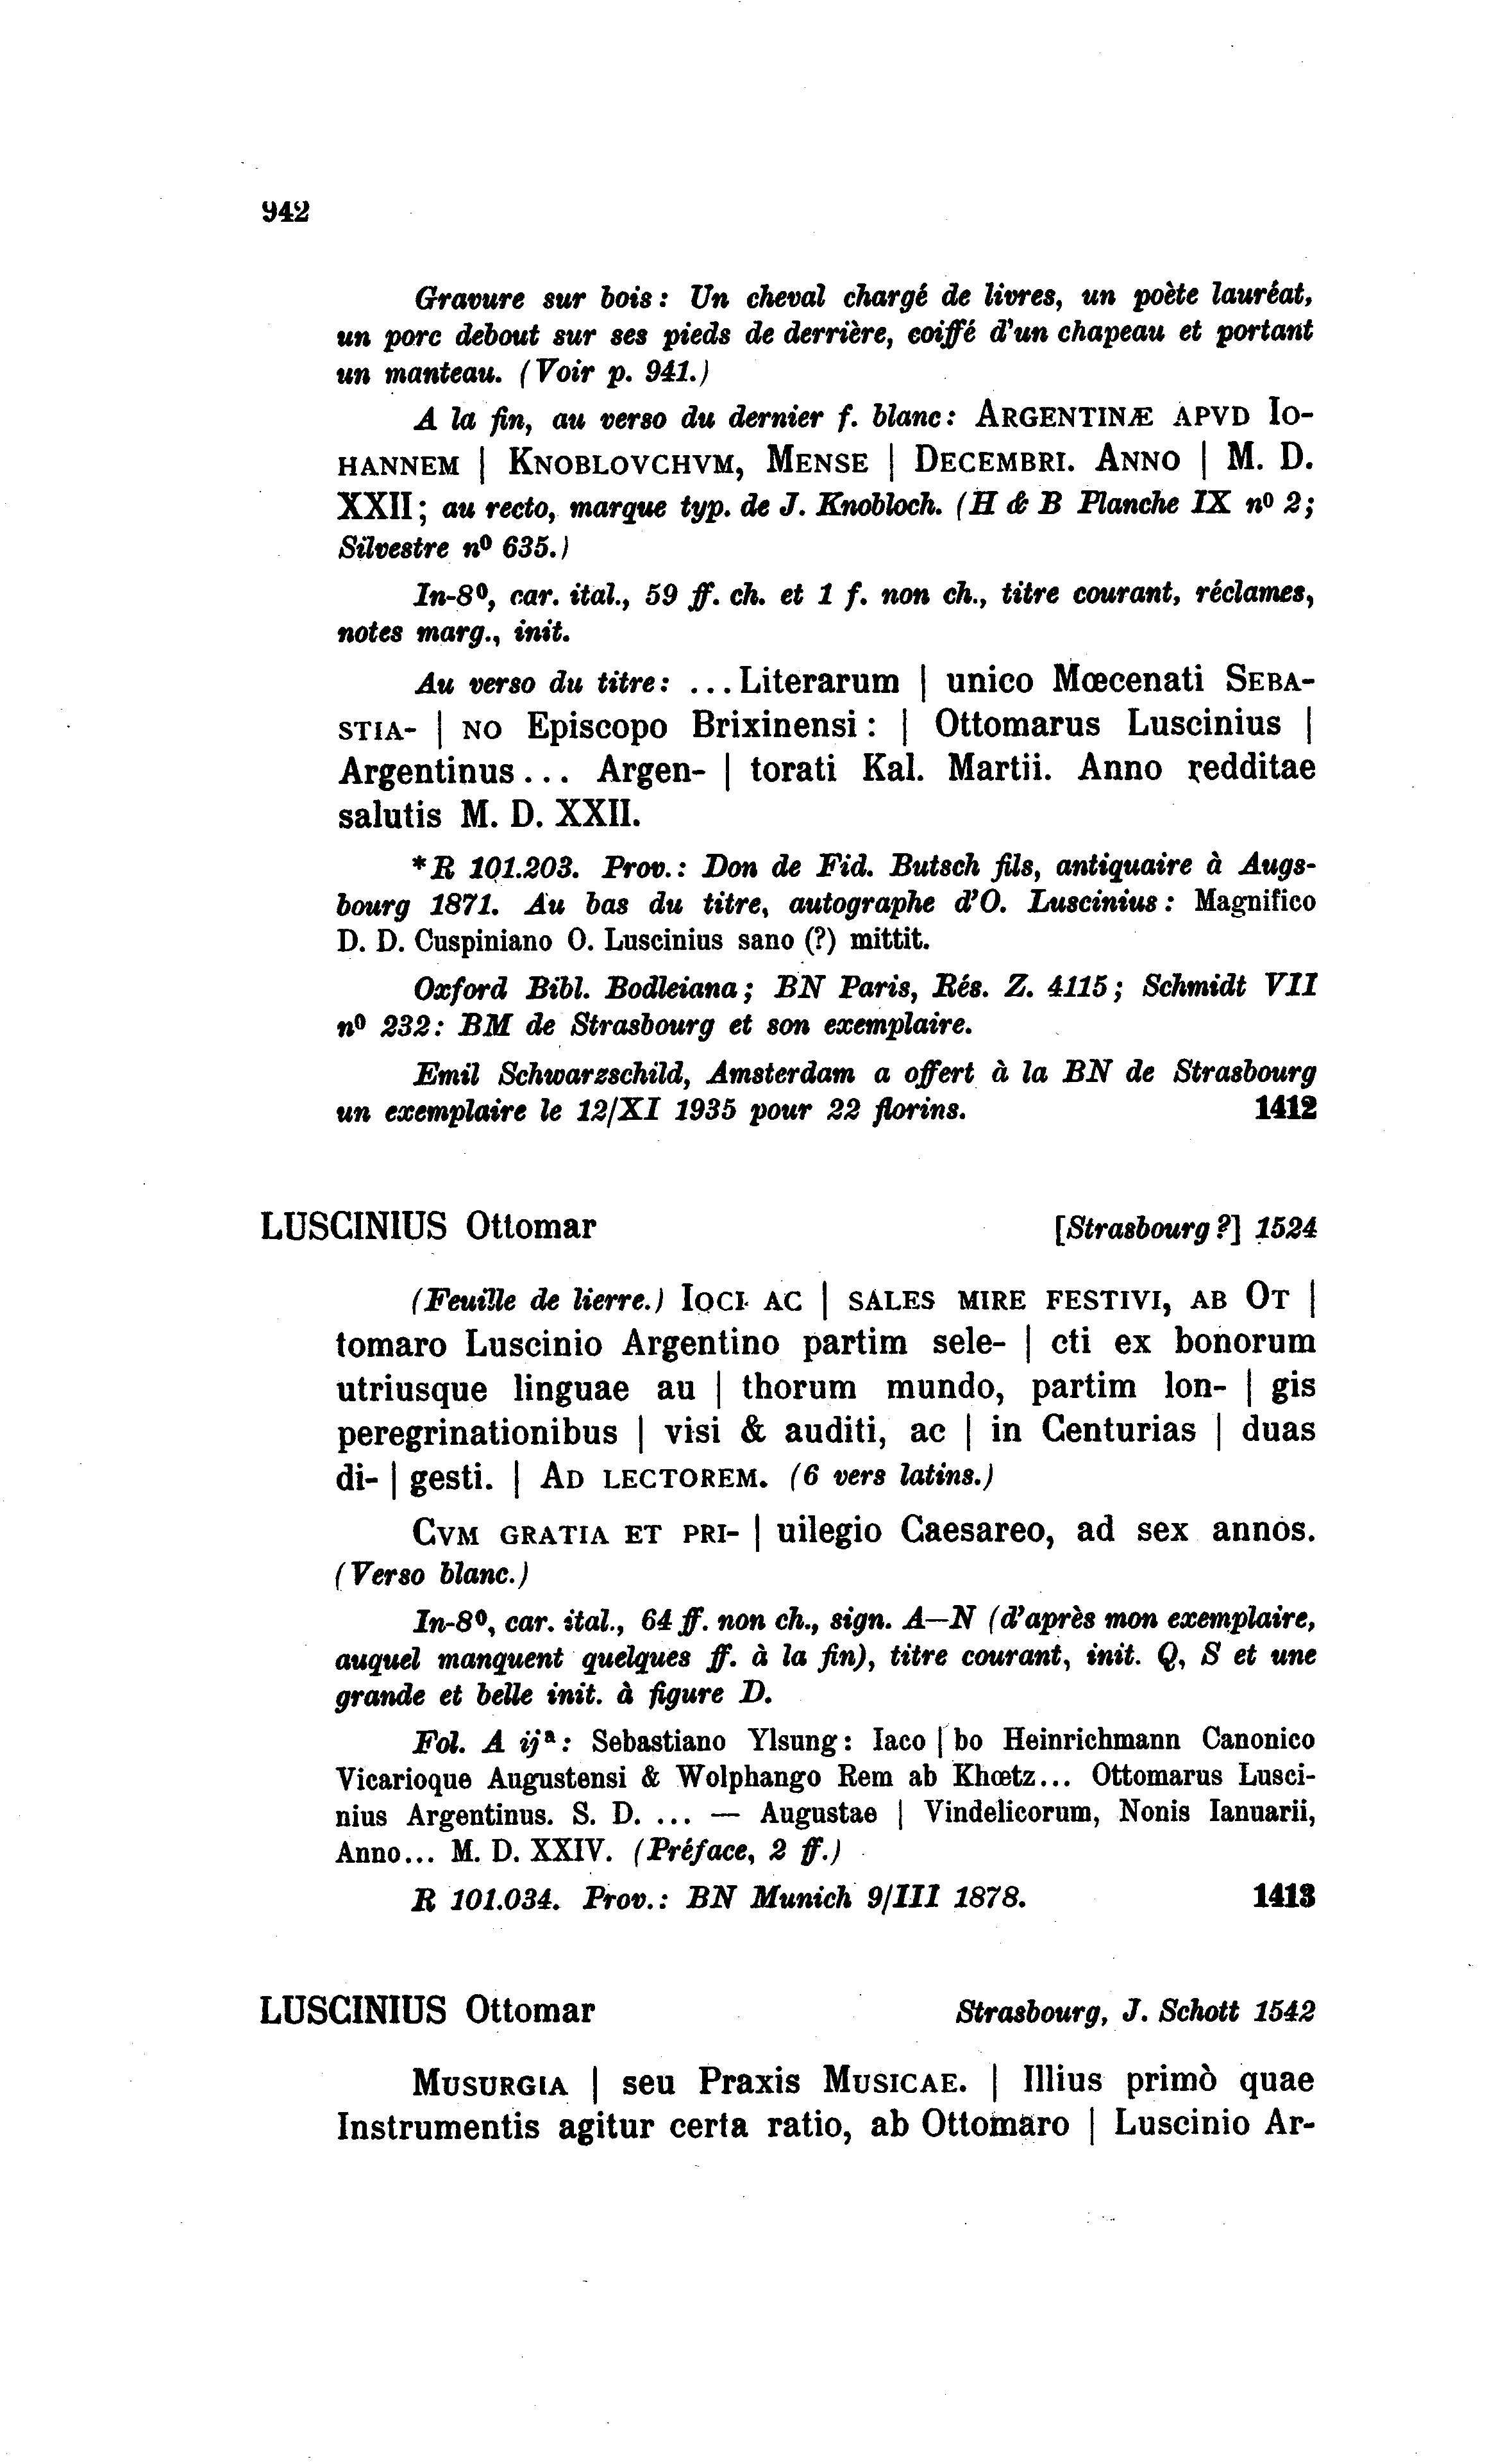 942
Gravure sur bois: Un cheval chargé de livres, un poète lauréat,
un porc debout sur ses pieds de derrière, coiffé d'un chapeau et portant
un manteau. (Voir p. 941.)
A la fin, au verso du dernier f. blanc: ARGENTINÆ APVD IO-
HANNEM | KNOBLOVCHVM, MENSE | DECEMBRI. ANNO | M. D.
XXII; au recto, marque typ. de J. Knobloch. (H & B Planche IX nº 2;
Silvestre nº 635.)
In-8º, car. ital., 59 ff. ch. et 1 f. non ch., titre courant, réclames,
notes marg., init.
Au verso du titre: ...Literarum | unico Mœcenati SEBA-
STIA- | NO Episcopo Brixinensi: | Ottomarus Luscinius |
Argentinus... Argen- | torati Kal. Martii. Anno redditae
salutis M. D. XXII.
*R 101.203. Prov.: Don de Fid. Butsch fils, antiquaire à Augs-
bourg 1871. Au bas du titre, autographe d'O. Luscinius: Magnifico
D. D. Cuspiniano O. Luscinius sano (?) mittit.
Oxford Bibl. Bodleiana; BN Paris, Rés. Z. 4115; Schmidt VII
nº 232: BM de Strasbourg et son exemplaire.
Emil Schwarzschild, Amsterdam a offert à la BN de Strasbourg
un exemplaire le 12/XI 1935 pour 22 florins. 1412
LUSCINIUS Ottomar [Strasbourg?] 1524
(Feuille de lierre.) IOCI AC | SALES MIRE FESTIVI, AB OT |
tomaro Luscinio Argentino partim sele- | cti ex bonorum
utriusque linguae au | thorum mundo, partim lon- | gis
peregrinationibus | visi & auditi, ac | in Centurias | duas
di- | gesti. | AD LECTOREM. (6 vers latins.)
CVM GRATIA ET PRI- | uilegio Caesareo, ad sex annos.
(Verso blanc.)
In-8º, car. ital., 64 ff. non ch., sign. A—N (d'après mon exemplaire,
auquel manquent quelques ff. à la fin), titre courant, init. Q, S et une
grande et belle init. à figure D.
Fol. A ijª: Sebastiano Ylsung: Iaco | bo Heinrichmann Canonico
Vicarioque Augustensi & Wolphango Rem ab Khœtz... Ottomarus Lusci-
nius Argentinus. S. D. ... — Augustae | Vindelicorum, Nonis Ianuarii,
Anno... M. D. XXIV. (Préface, 2 ff.)
R 101.034. Prov.: BN Munich 9/III 1878. 1413
LUSCINIUS Ottomar Strasbourg, J. Schott 1542
MUSURGIA | seu Praxis MUSICAE. | Illius primò quae
Instrumentis agitur certa ratio, ab Ottomaro | Luscinio Ar-